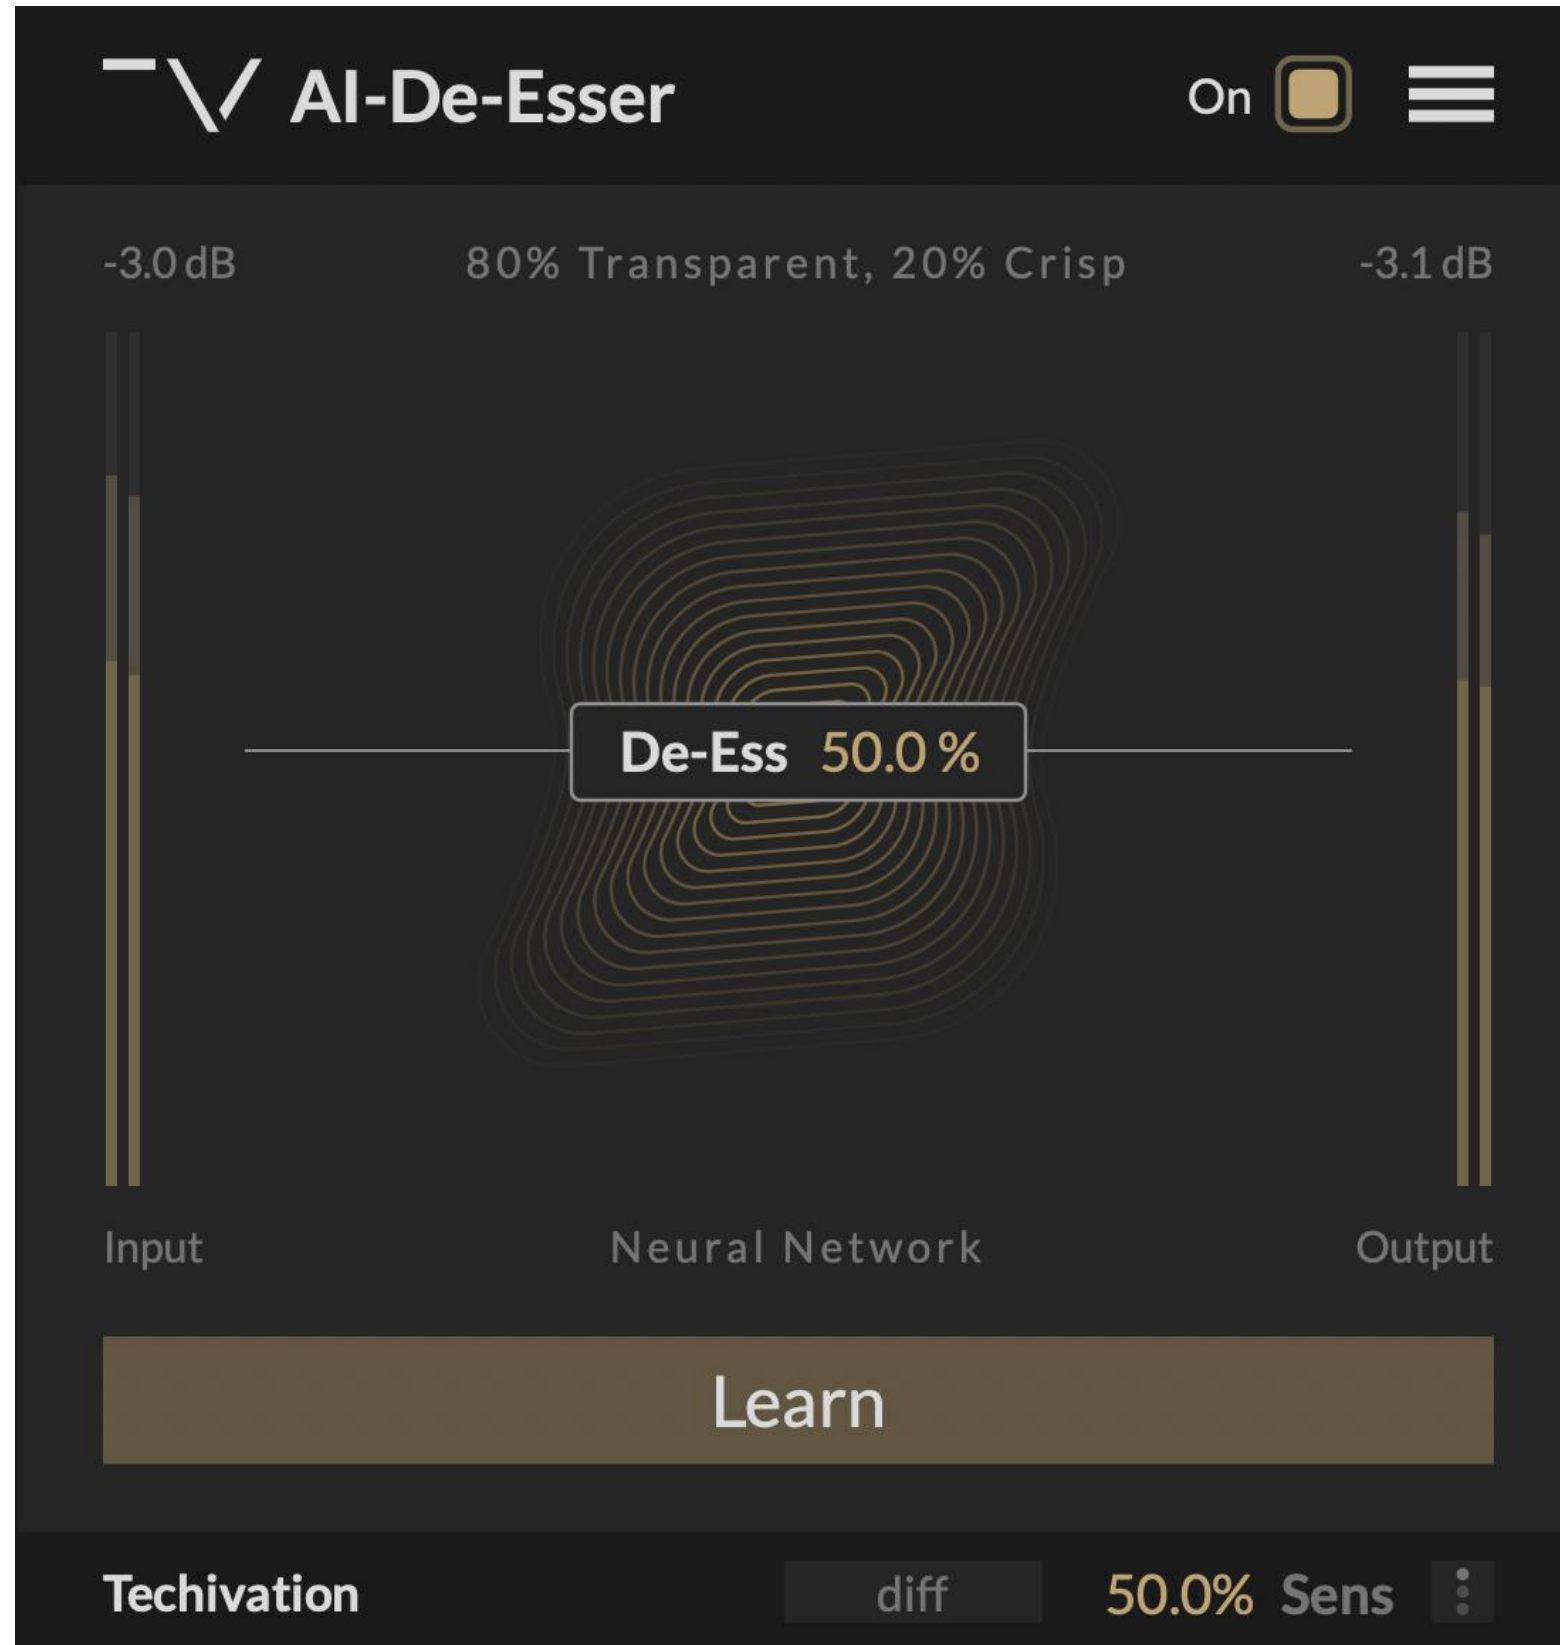 AI-De-Esser On
-3.0 dB 80% Transparent, 20% Crisp -3.1 dB
De-Ess 50.0 %
Input Neural Network Output
Learn
Techivation diff 50.0% Sens